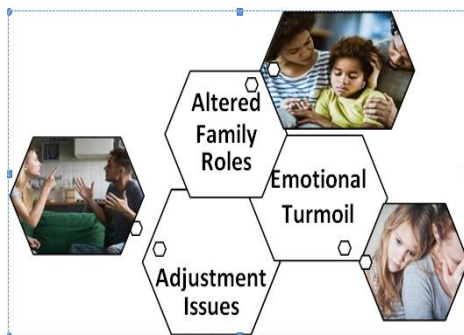 Altered
Family
Roles
Emotional
Turmoil
Adjustment
Issues